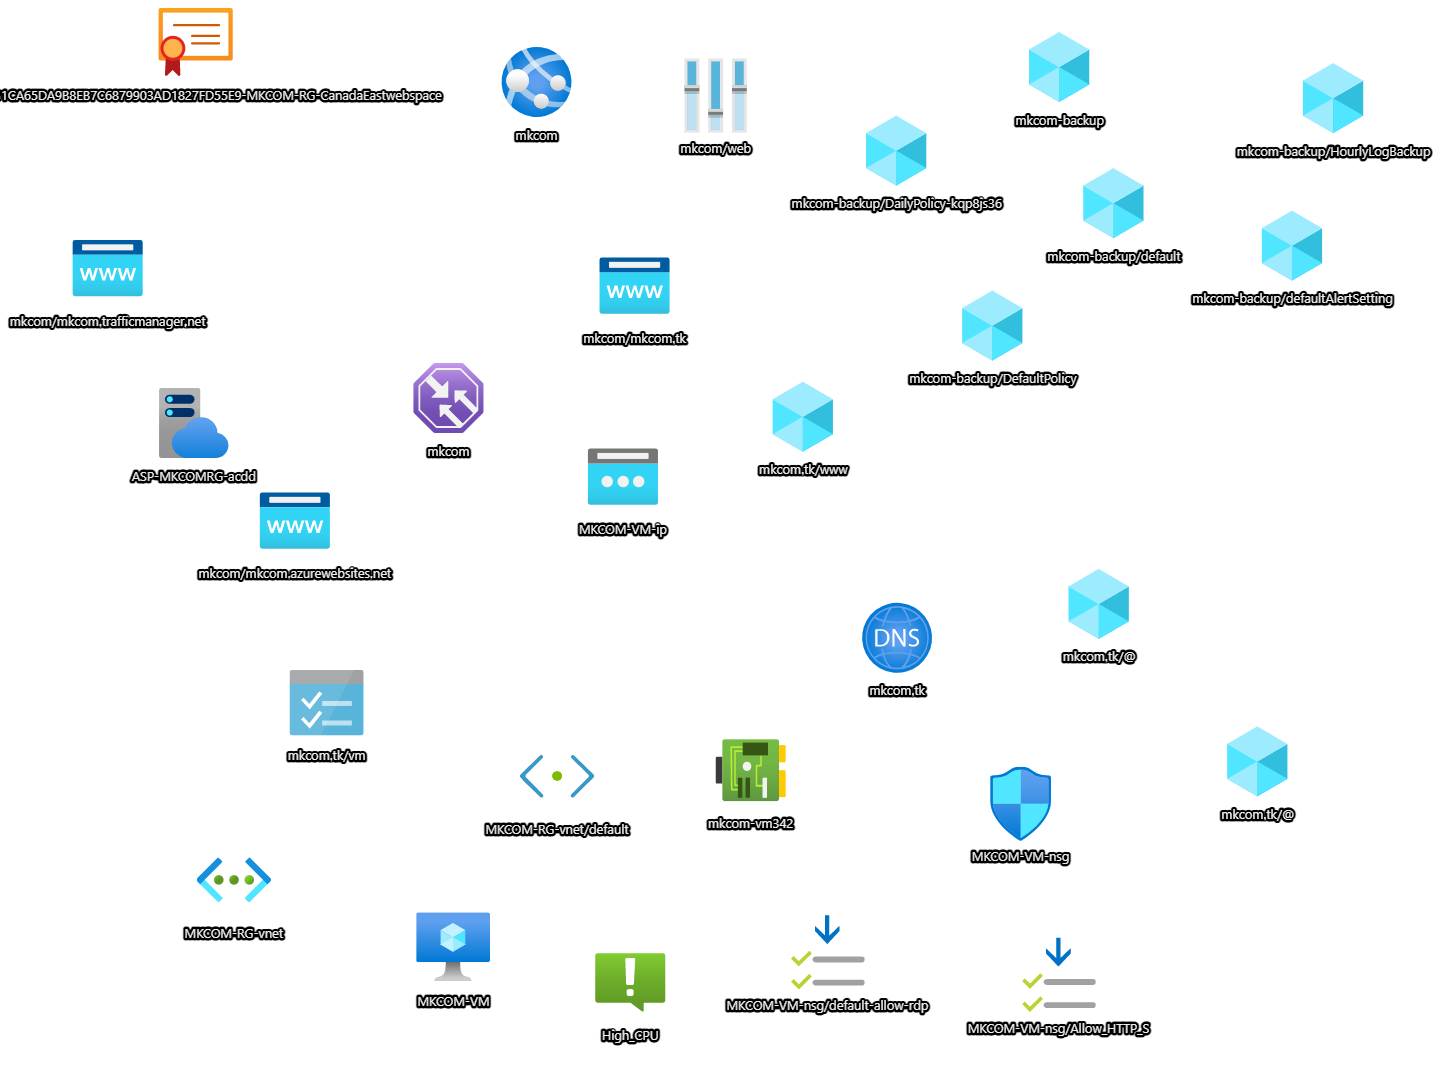 1CA65DA9B8EB7C6879903AD1827FD55E9-MKCOM-RG-CanadaEastwebspace
mkcom
mkcom/web
mkcom-backup
mkcom-backup/HourlyLogBackup
mkcom-backup/DailyPolicy-kqp8js36
mkcom-backup/default
mkcom-backup/defaultAlertSetting
www
mkcom/mkcom.trafficmanager.net
www
mkcom/mkcom.tk
mkcom-backup/DefaultPolicy
mkcom
mkcom.tk/www
ASP-MKCOMRG-acdd
MKCOM-VM-ip
www
mkcom/mkcom.azurewebsites.net
DNS
mkcom.tk
mkcom.tk/@
mkcom.tk/vm
MKCOM-RG-vnet/default
mkcom-vm342
mkcom.tk/@
MKCOM-VM-nsg
MKCOM-RG-vnet
MKCOM-VM
High_CPU
MKCOM-VM-nsg/default-allow-rdp
MKCOM-VM-nsg/Allow_HTTP_S